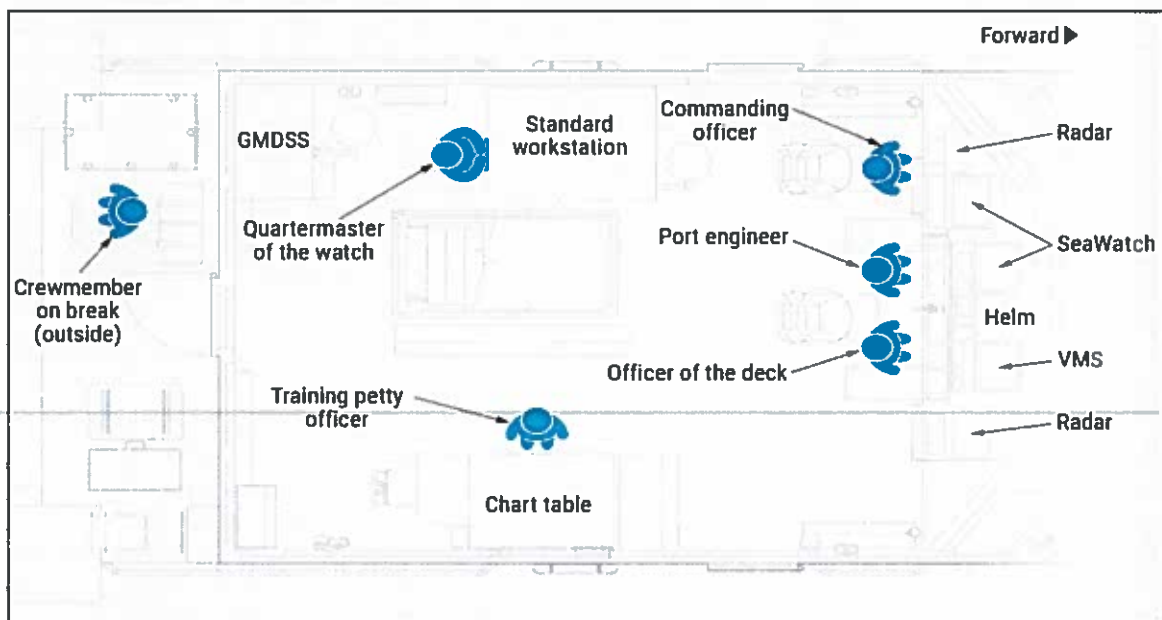 Forward ▶
Commanding
officer
Radar
GMDSS
Standard
workstation
Quartermaster
of the watch
Port engineer
SeaWatch
Crewmember
on break
(outside)
Helm
VMS
Officer of the deck
Training petty
officer
Radar
Chart table